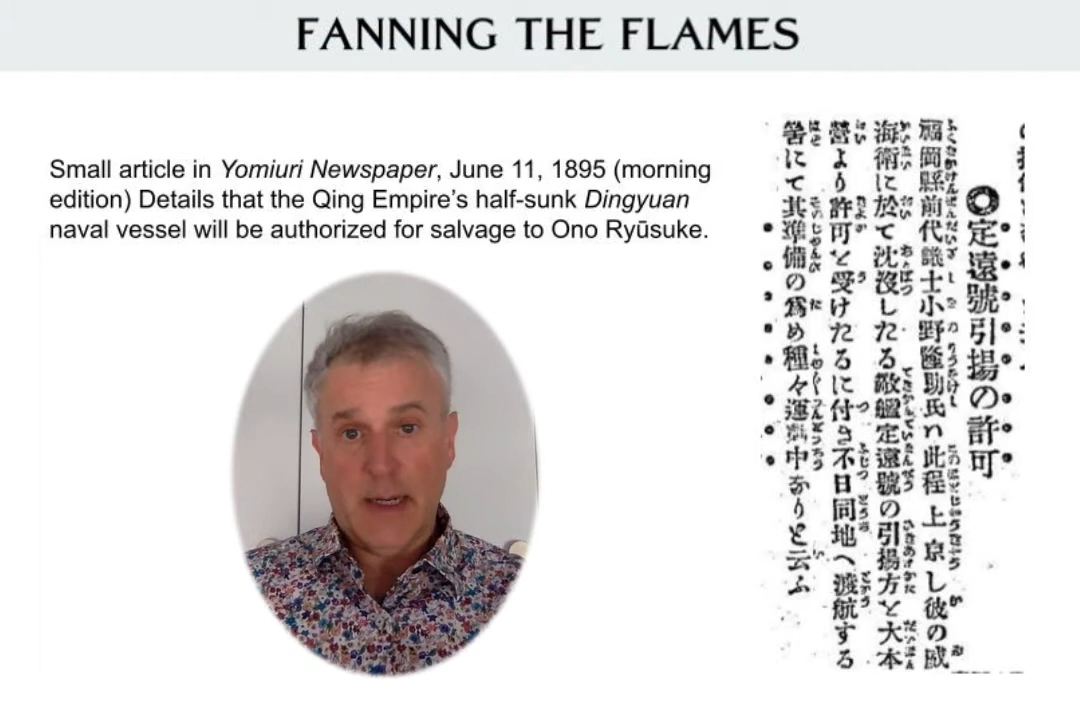 FANNING THE FLAMES
Small article in Yomiuri Newspaper, June 11, 1895 (morning
edition) Details that the Qing Empire’s half-sunk Dingyuan
naval vessel will be authorized for salvage to Ono Ryūsuke.
◎定遠號引揚の許可
福岡縣前代議士小野隆助氏ハ此程上京し彼の威
海衛に於て沈沒したる敵艦定遠號の引揚方を大本
營より許可を受けたるに付き不日同地へ渡航する
筈にて其準備の爲め種々運動中なりと云ふ